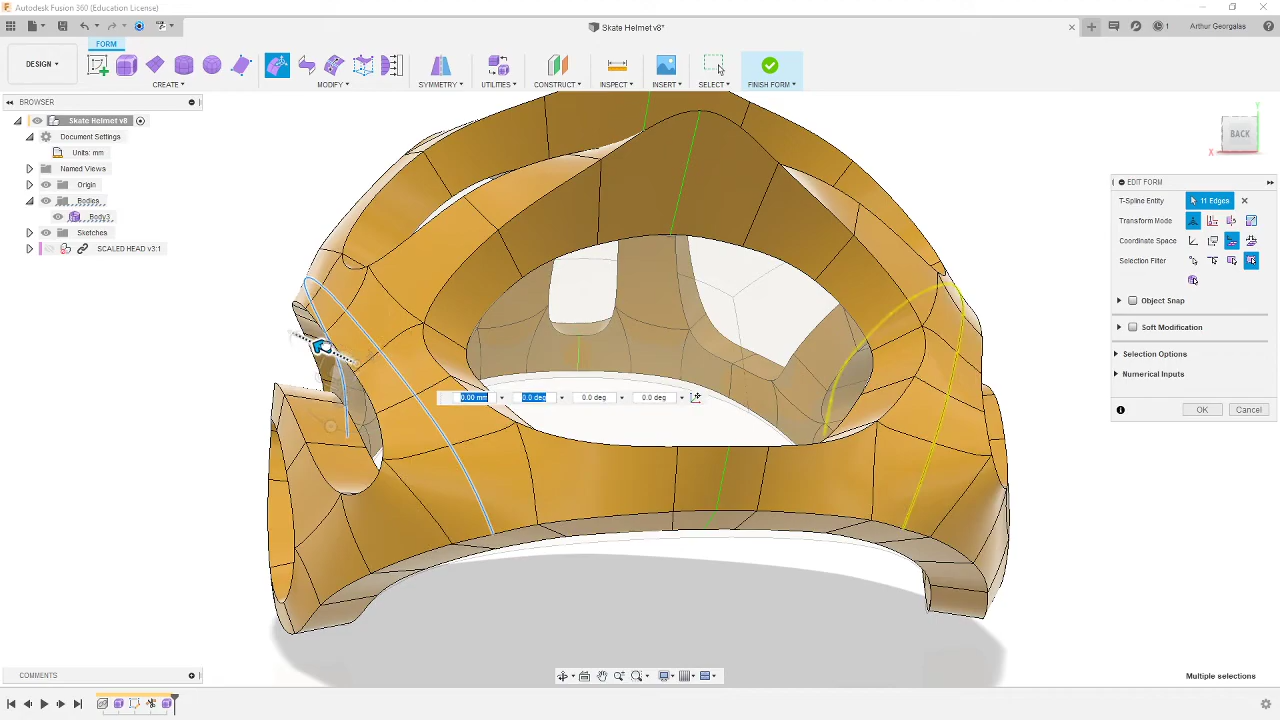 Autodesk Fusion 360 (Education License)
Skate Helmet v8*
1
Arthur Georgalas
FORM
DESIGN
CREATE
MODIFY
SYMMETRY
UTILITIES
CONSTRUCT
INSPECT
INSERT
SELECT
FINISH FORM
BROWSER
Skate Helmet v8
Document Settings
Units: mm
Named Views
Origin
Bodies
Body3
Sketches
SCALED HEAD v3:1
Y
BACK
X
EDIT FORM
T-Spline Entity
11 Edges
Transform Mode
Coordinate Space
Selection Filter
Object Snap
Soft Modification
Selection Options
Numerical Inputs
OK
Cancel
0.00 mm
0.0 deg
0.0 deg
0.0 deg
COMMENTS
Multiple selections